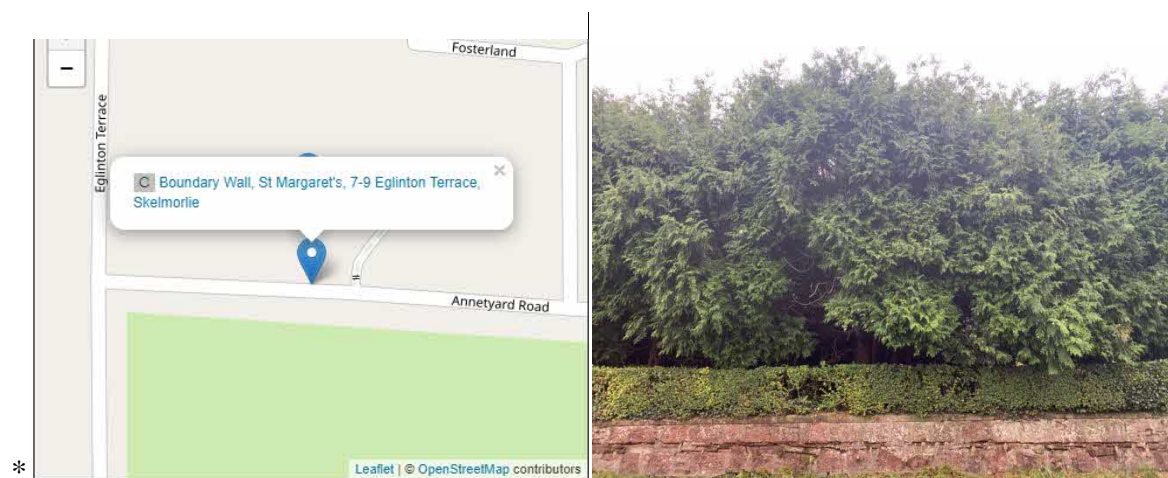 −
Fosterland
Eglinton Terrace
×
C Boundary Wall, St Margaret's, 7-9 Eglinton Terrace,
Skelmorlie
Annetyard Road
Leaflet | © OpenStreetMap contributors
*